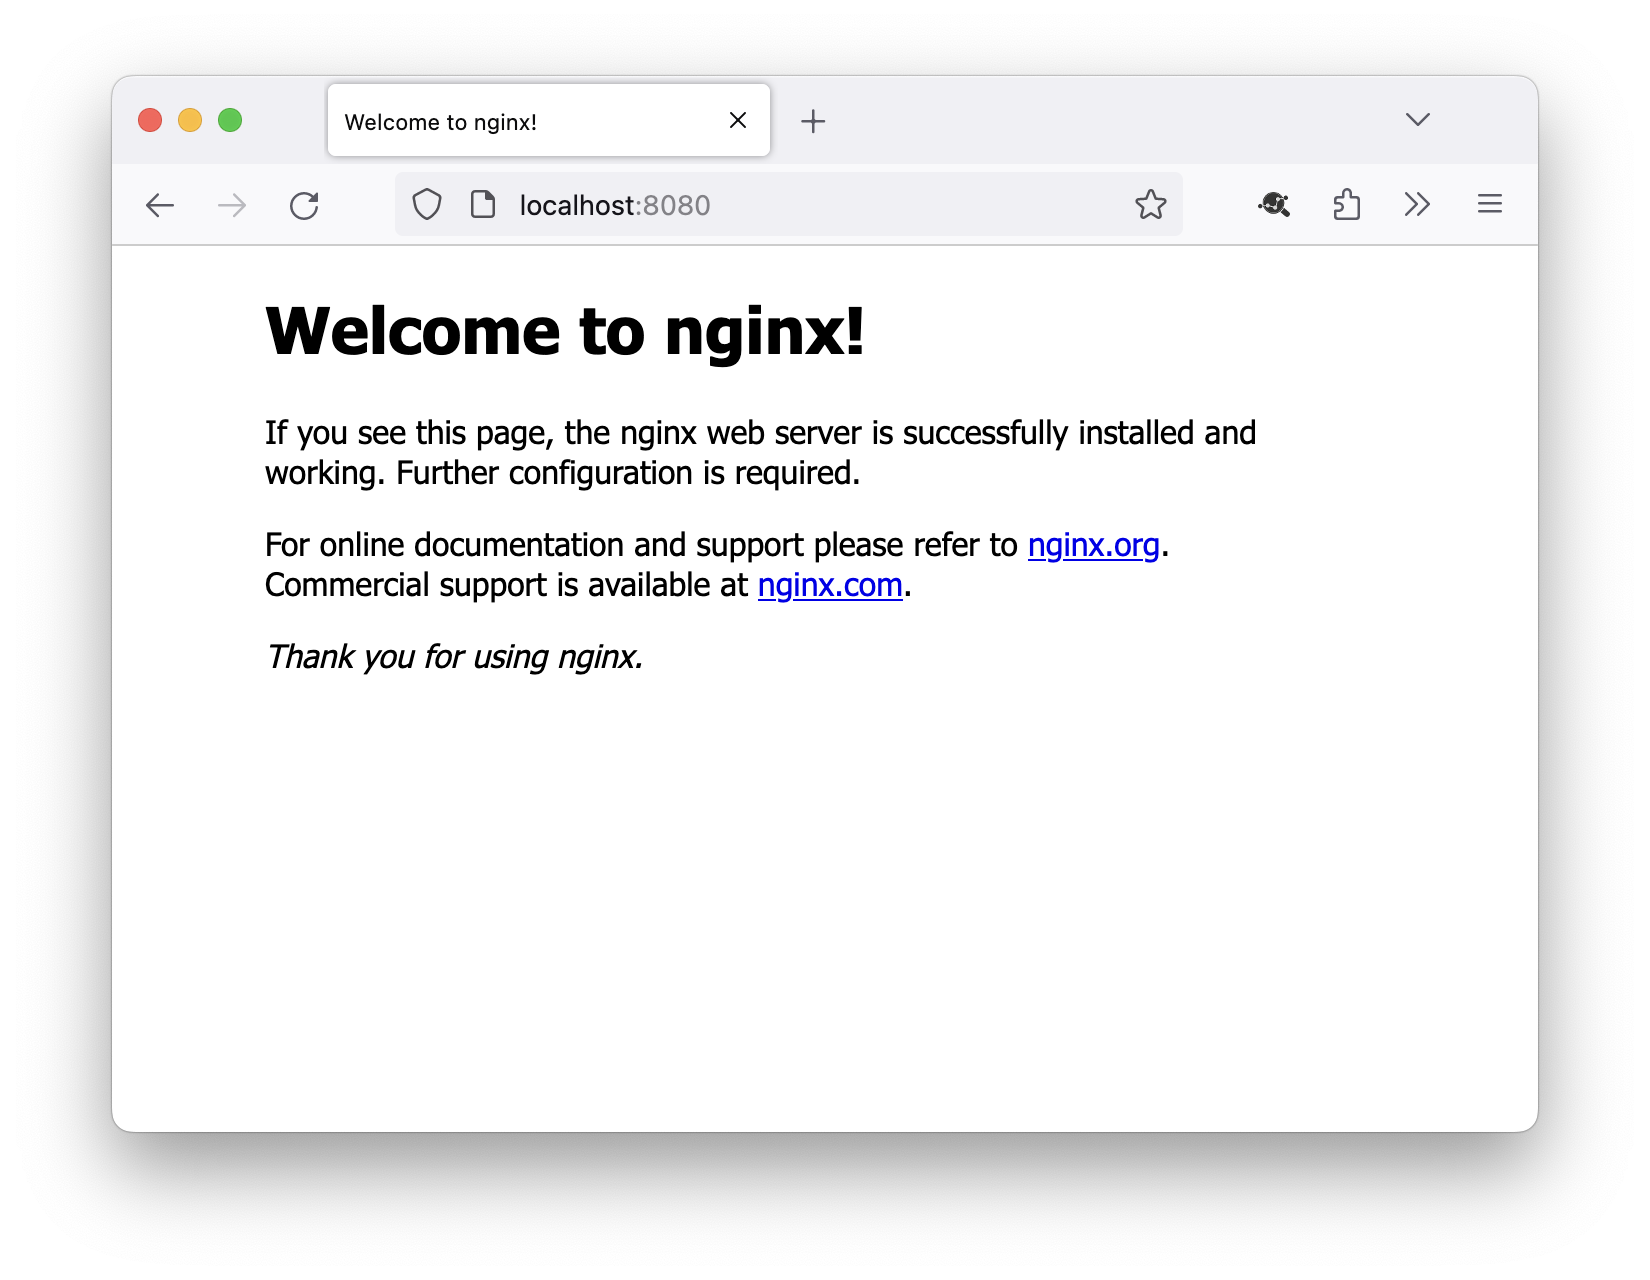 Welcome to nginx!
localhost:8080
Welcome to nginx!
If you see this page, the nginx web server is successfully installed and
working. Further configuration is required.
For online documentation and support please refer to nginx.org.
Commercial support is available at nginx.com.
Thank you for using nginx.